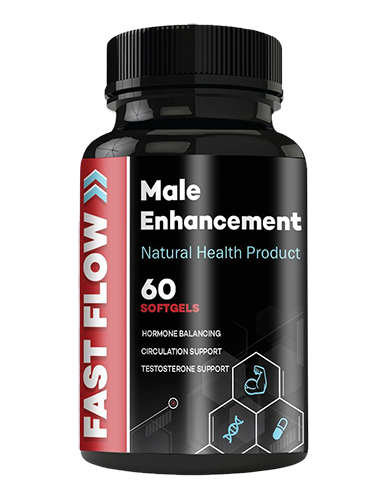 FAST FLOW
Male
Enhancement
Natural Health Product
60
SOFTGELS
HORMONE BALANCING
CIRCULATION SUPPORT
TESTOSTERONE SUPPORT